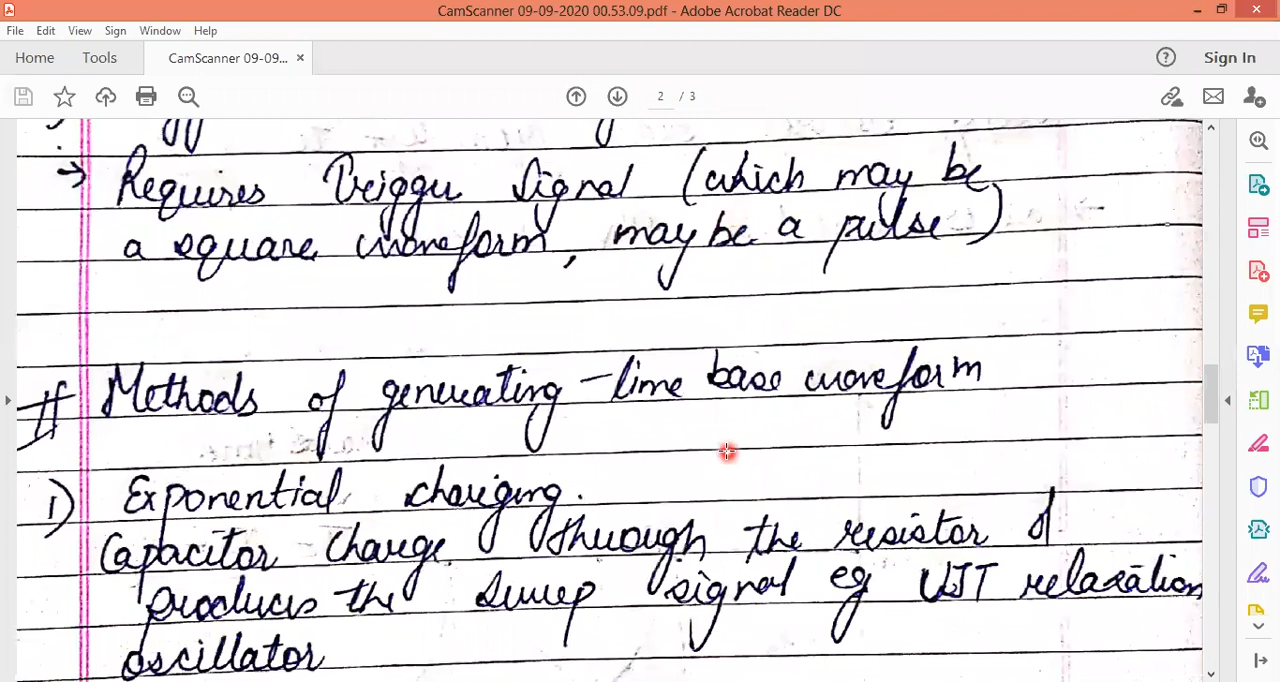 CamScanner 09-09-2020 00.53.09.pdf - Adobe Acrobat Reader DC
File Edit View Sign Window Help
Home Tools CamScanner 09-09... × Sign In
2 / 3
→ Requires Trigger Signal (which may be
a square waveform, may be a pulse)
# Methods of generating time base waveform
1) Exponential charging.
Capacitor charge through the resistor &
produces the sweep signal eg UJT relaxation
oscillator